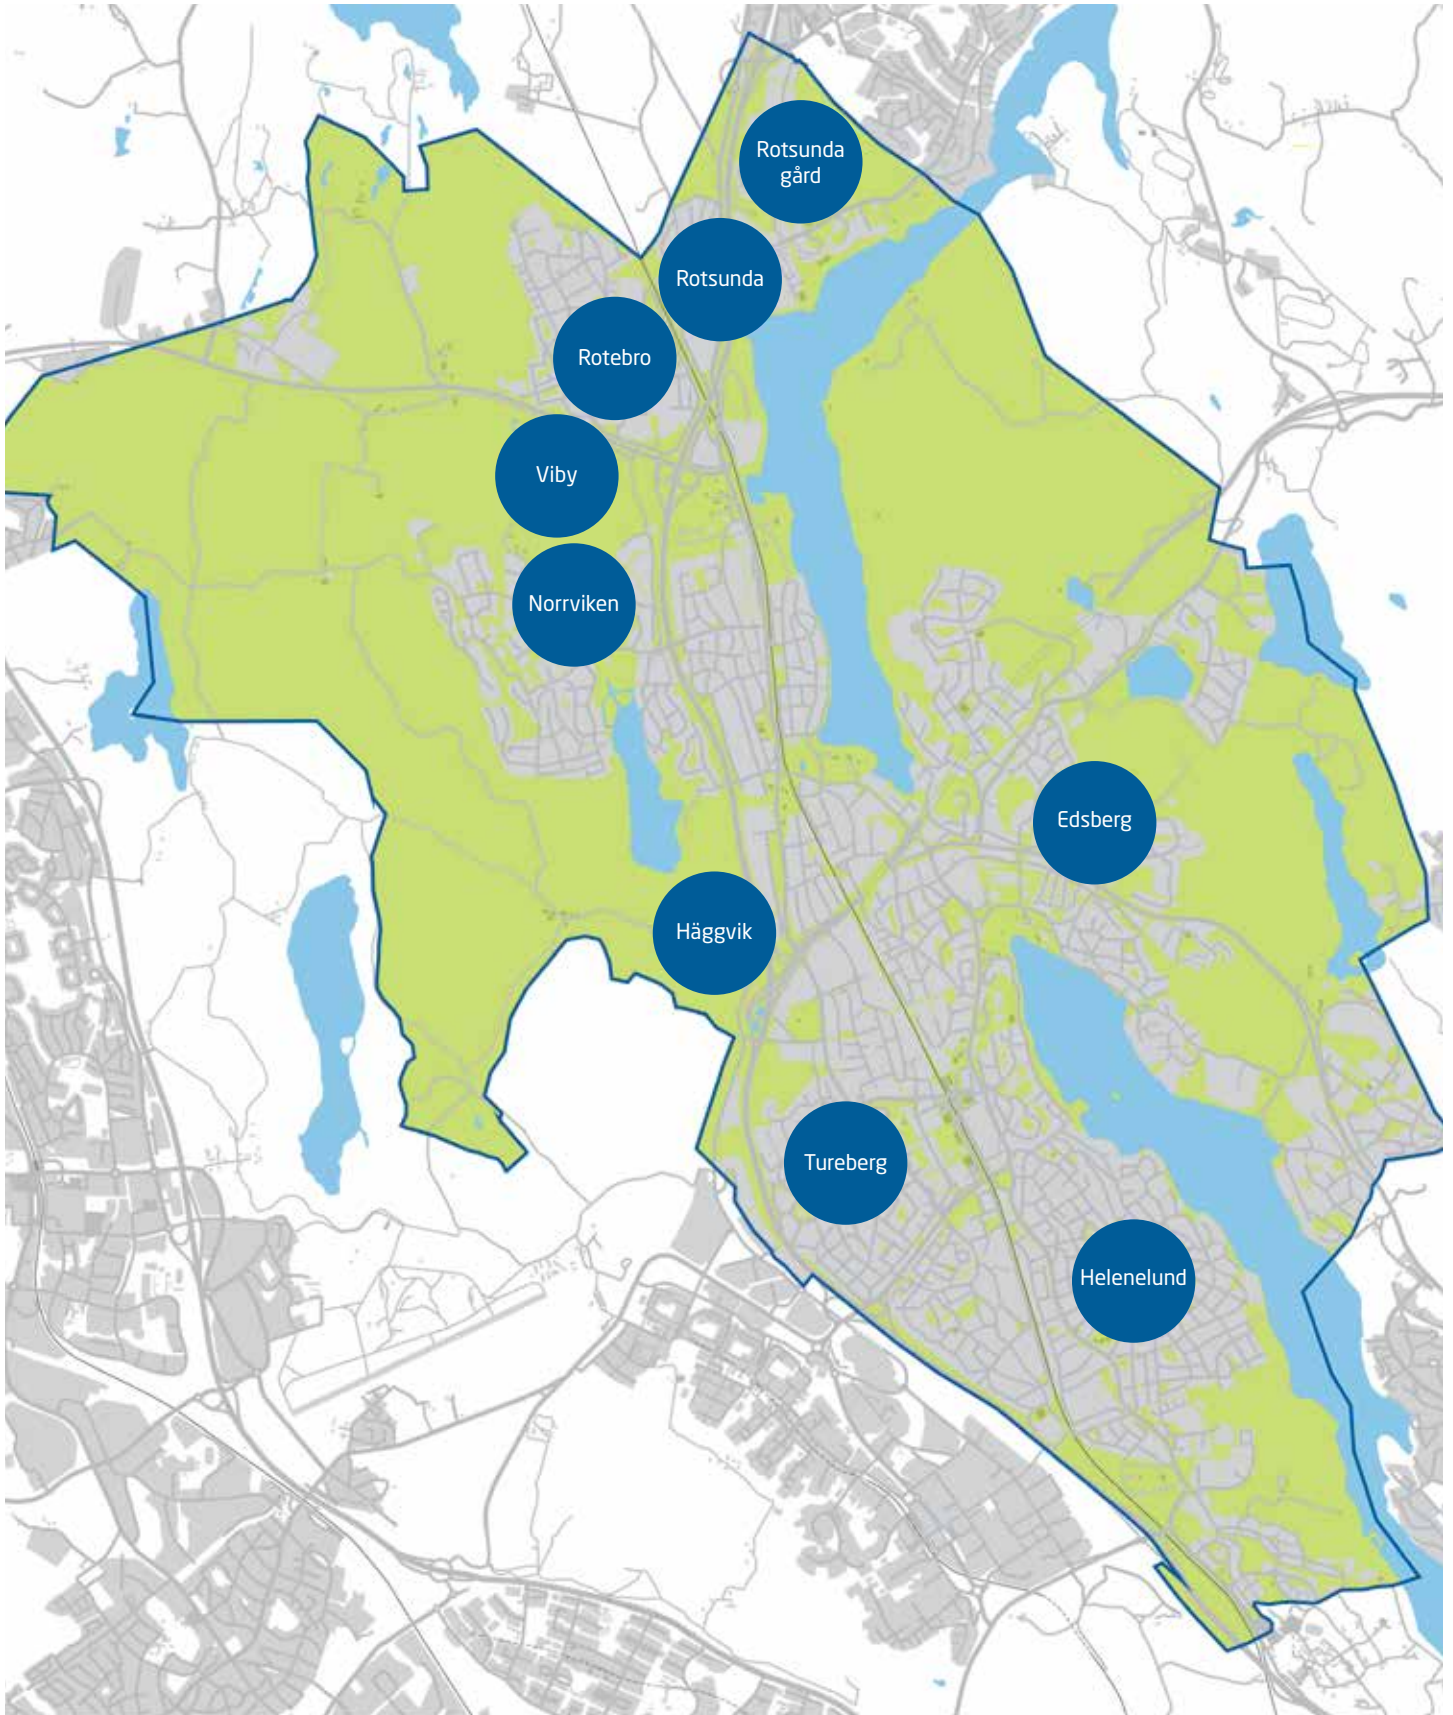 Rotsunda
gård
Rotsunda
Rotebro
Viby
Norrviken
Edsberg
Häggvik
Tureberg
Helenelund